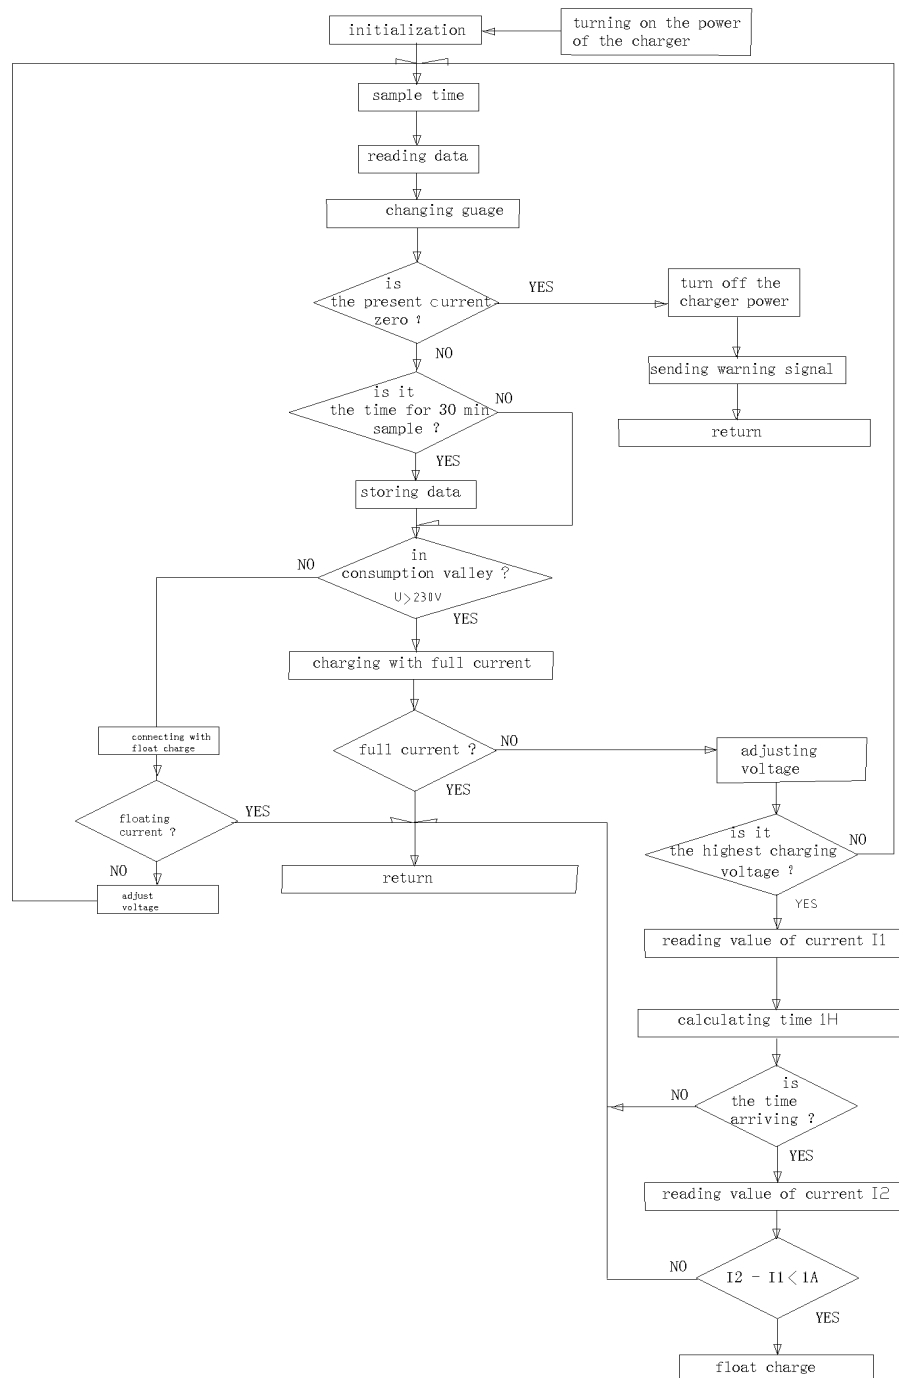 turning on the power
of the charger
initialization
sample time
reading data
changing guage
is
the present current
zero ?
YES
turn off the
charger power
NO
sending warning signal
is it
the time for 30 min
sample ?
NO
return
YES
storing data
in
consumption valley ?
U>230V
NO
YES
charging with full current
connecting with
float charge
full current ?
NO
adjusting
voltage
YES
floating
current ?
YES
is it
the highest charging
voltage ?
NO
NO
return
adjust
voltage
YES
reading value of current I1
calculating time 1H
is
the time
arriving ?
NO
YES
reading value of current I2
NO
I2 - I1 < 1A
YES
float charge